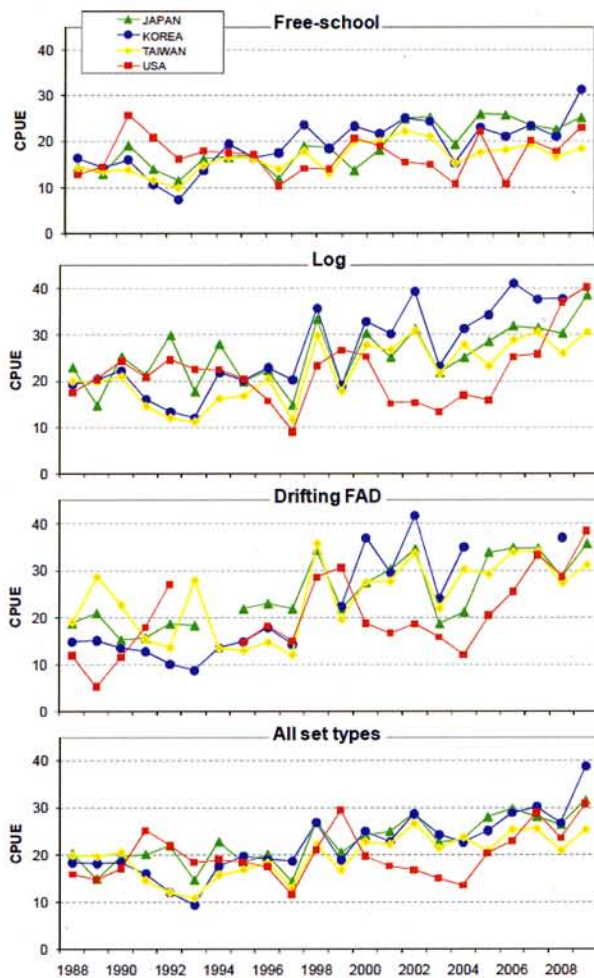 Free-school
JAPAN
KOREA
TAIWAN
USA
CPUE
40
30
20
10
0
Log
CPUE
40
30
20
10
0
Drifting FAD
CPUE
40
30
20
10
0
All set types
CPUE
40
30
20
10
0
1988 1990 1992 1994 1996 1998 2000 2002 2004 2006 2008